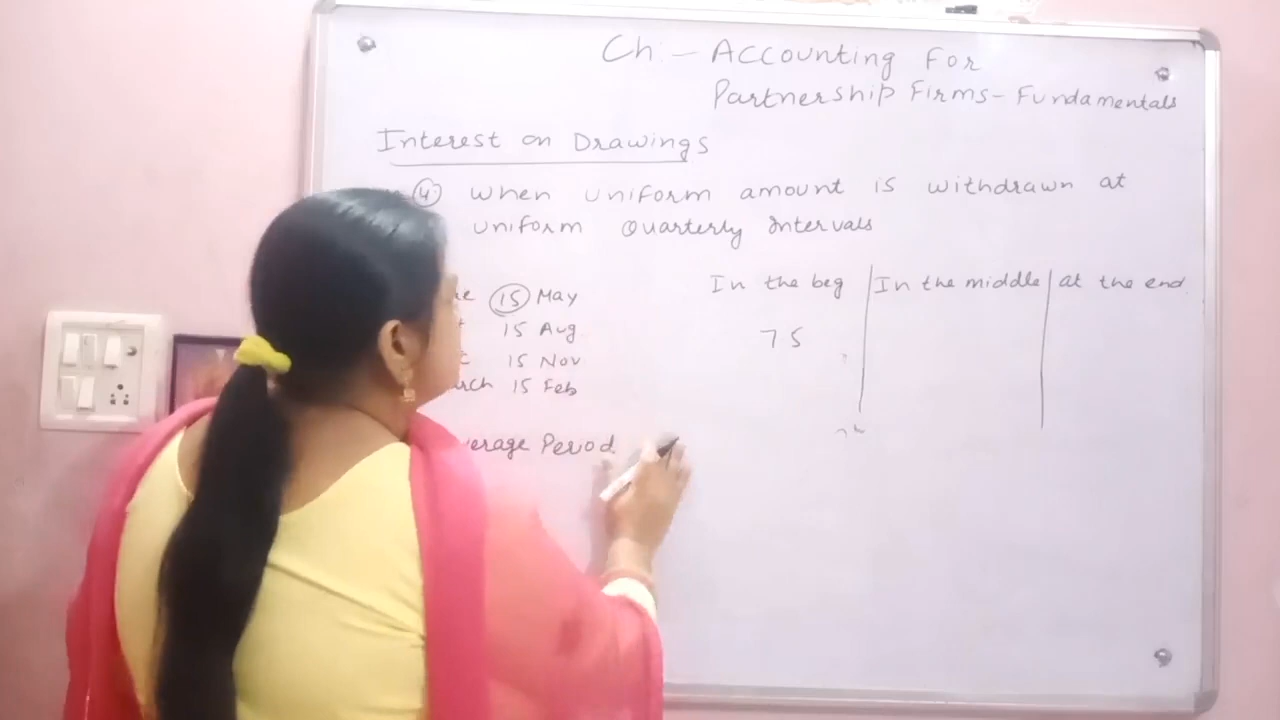 Ch :- Accounting For
Partnership Firms - Fundamentals
Interest on Drawings
④ When uniform amount is withdrawn at
uniform Quarterly Intervals
In the beg | In the middle | at the end
⑮ May
15 Aug
75
15 Nov
15 Feb
Period